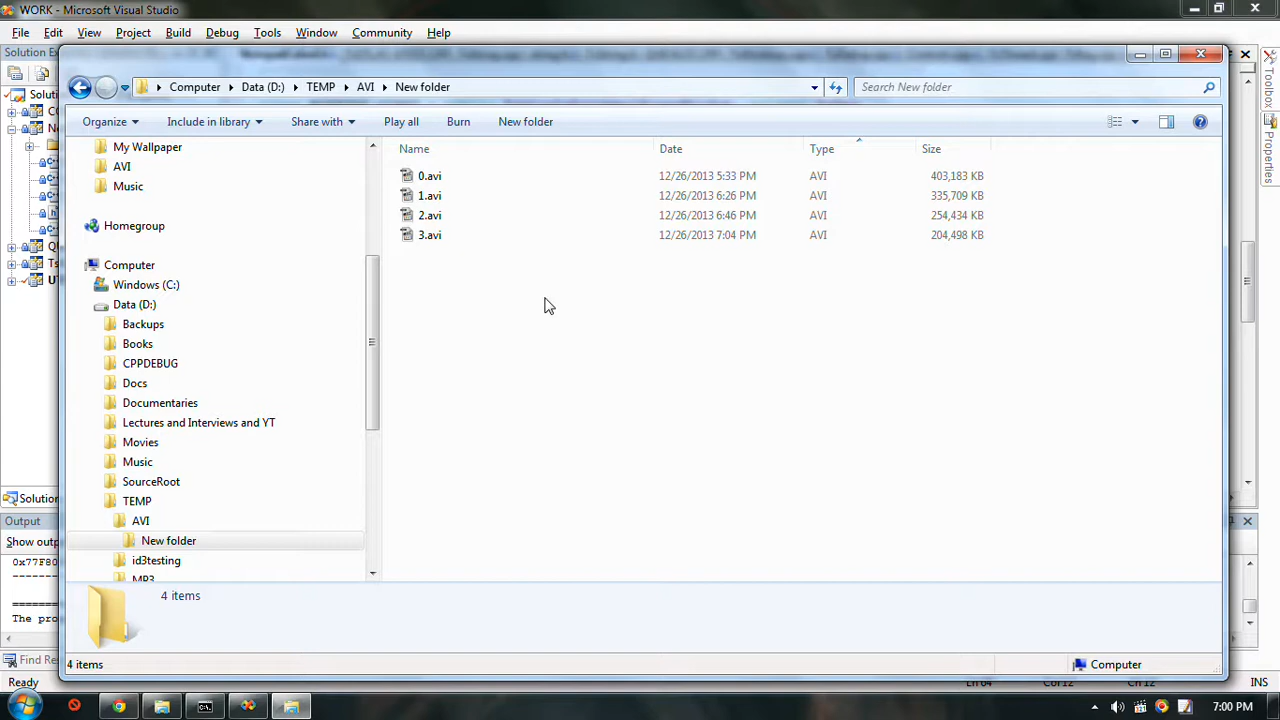 WORK - Microsoft Visual Studio
File Edit View Project Build Debug Tools Window Community Help
Computer Data (D:) TEMP AVI New folder
Search New folder
Organize Include in library Share with Play all Burn New folder
My Wallpaper
AVI
Music
Homegroup
Computer
Windows (C:)
Data (D:)
Backups
Books
CPPDEBUG
Docs
Documentaries
Lectures and Interviews and YT
Movies
Music
SourceRoot
TEMP
AVI
New folder
id3testing
MP3
Name Date Type Size
0.avi 12/26/2013 5:33 PM AVI 403,183 KB
1.avi 12/26/2013 6:26 PM AVI 335,709 KB
2.avi 12/26/2013 6:46 PM AVI 254,434 KB
3.avi 12/26/2013 7:04 PM AVI 204,498 KB
4 items
4 items
Computer
Toolbox
Properties
Output
Ready
INS
7:00 PM